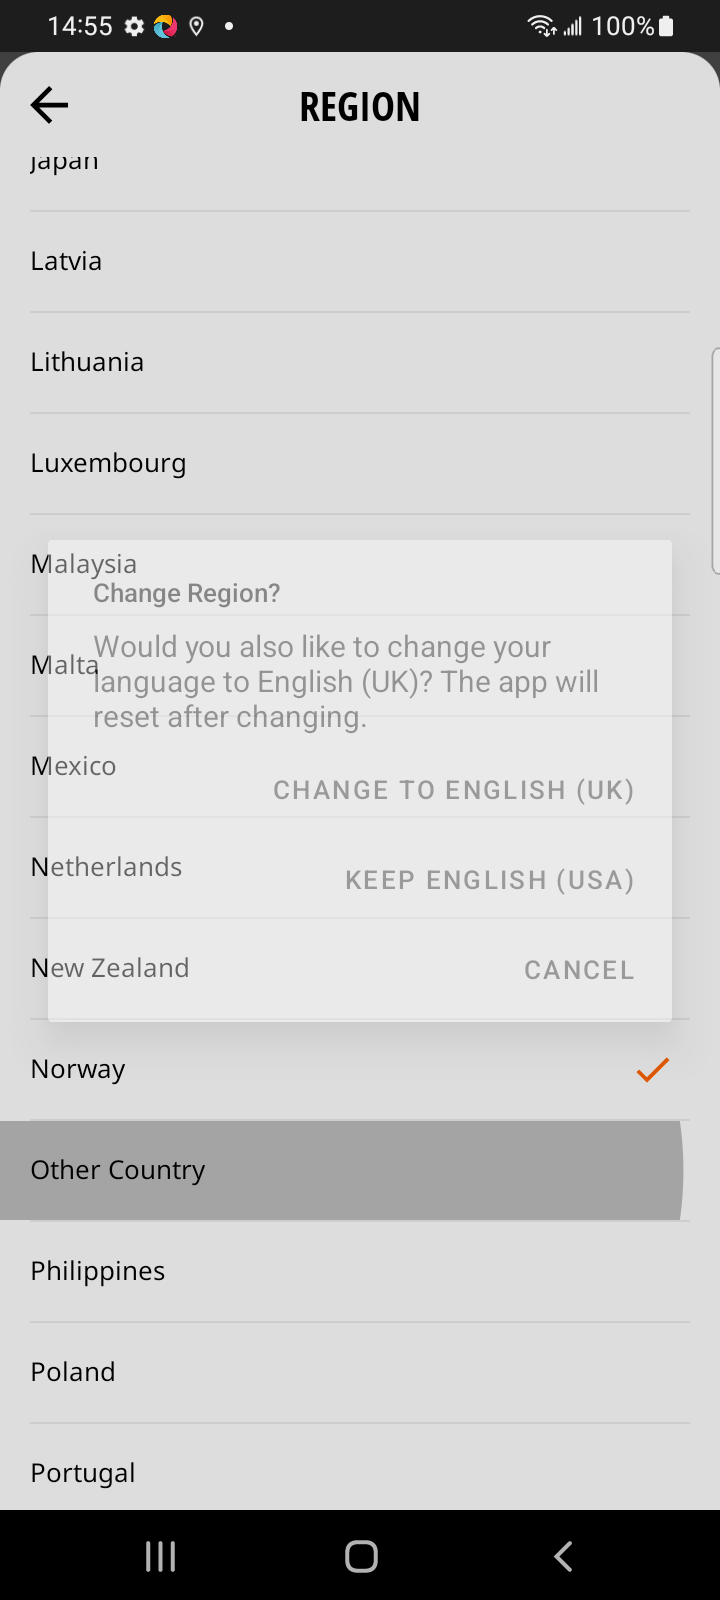 14:55
100%
REGION
Japan
Latvia
Lithuania
Luxembourg
Malaysia
Change Region?
Would you also like to change your
Malta
language to English (UK)? The app will
reset after changing.
Mexico
CHANGE TO ENGLISH (UK)
Netherlands
KEEP ENGLISH (USA)
New Zealand
CANCEL
Norway
Other Country
Philippines
Poland
Portugal